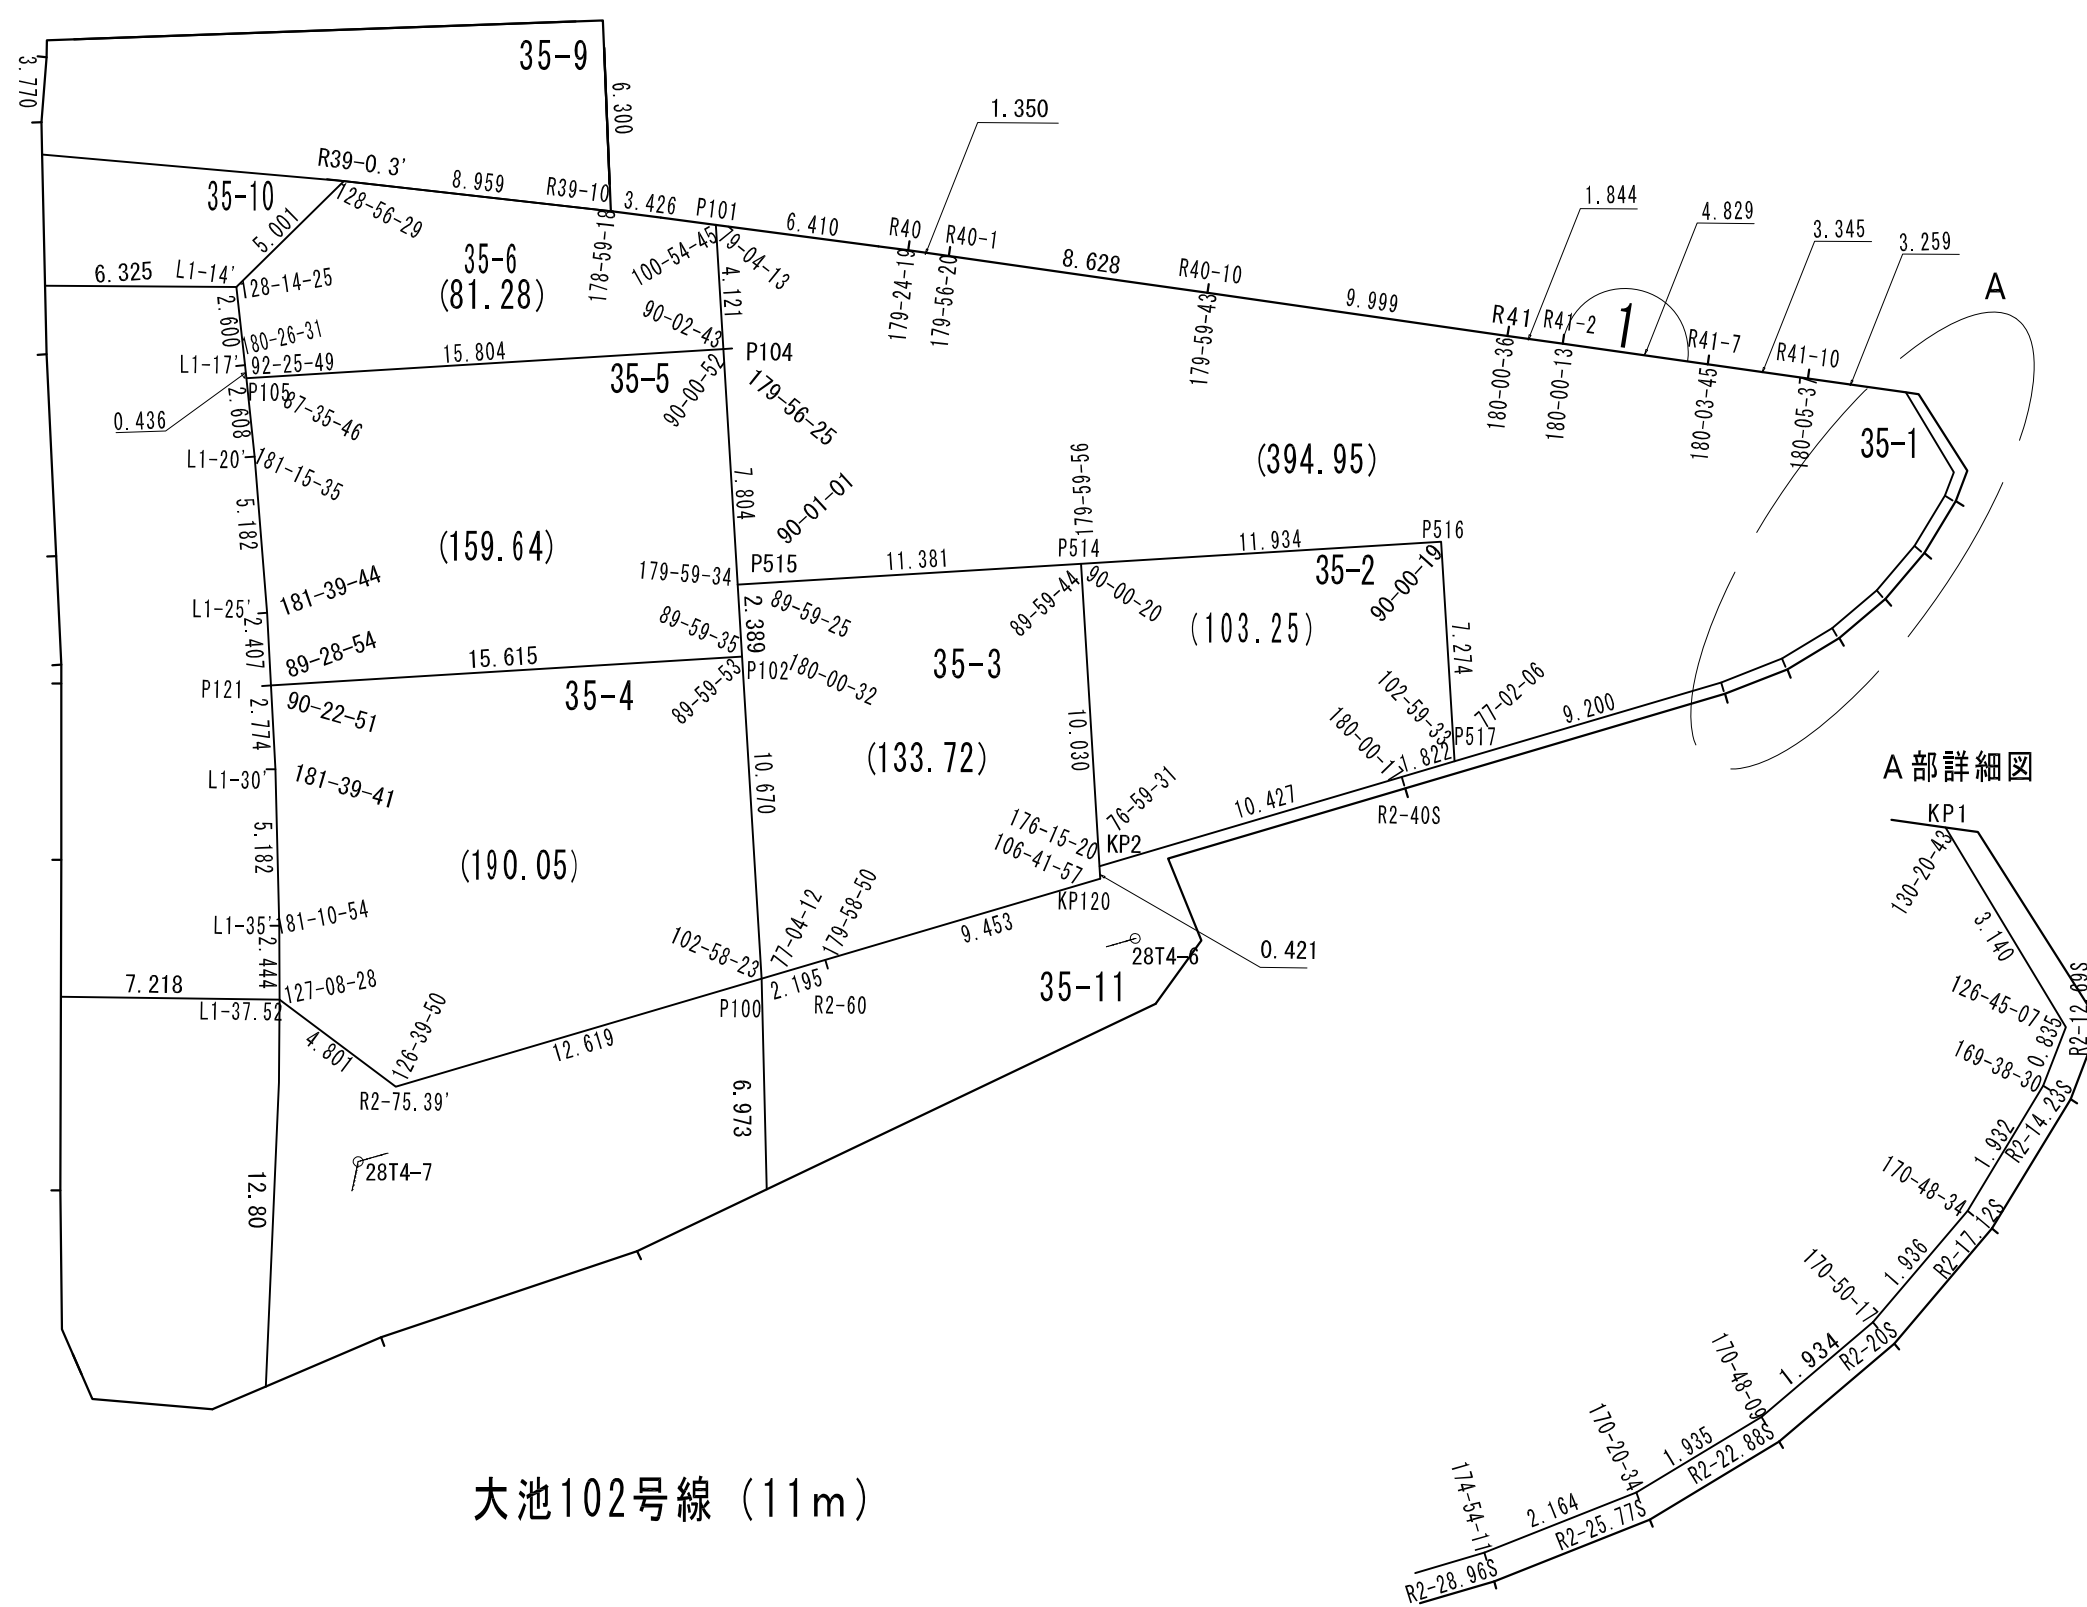 35-9
3.770
6.300
1.350
R39-0.3'
8.959
R39-10
3.426
P101
6.410
R40
R40-1
8.628
R40-10
9.999
R41
R41-2
1
R41-7
R41-10
1.844
4.829
3.345
3.259
A
35-10
128-56-29
5.001
35-6
(81.28)
178-59-18
100-54-45
79-04-13
4.121
179-24-19
179-56-20
179-59-43
180-00-36
180-00-13
180-03-45
180-05-37
35-1
6.325
L1-14'
128-14-25
2.600
180-26-31
L1-17'
92-25-49
15.804
90-02-43
P104
35-5
90-00-52
179-56-25
P105
87-35-46
0.436
2.608
L1-20'
181-15-35
7.804
90-01-01
179-59-56
(394.95)
5.182
(159.64)
179-59-34
P515
11.381
P514
11.934
P516
35-2
90-00-19
89-59-25
89-59-44
90-00-20
L1-25'
181-39-44
2.407
89-28-54
15.615
89-59-35
2.389
(103.25)
7.274
35-3
P121
90-22-51
35-4
89-59-53
P102
180-00-32
2.774
102-59-33
77-02-06
9.200
180-00-17
P517
1.822
L1-30'
181-39-41
10.670
(133.72)
10.030
A部詳細図
5.182
10.427
R2-40S
76-59-31
176-15-20
KP2
106-41-57
KP120
(190.05)
L1-35'
181-10-54
2.444
102-58-23
77-04-12
179-58-50
9.453
28T4-6
0.421
7.218
127-08-28
L1-37.52
P100
2.195
R2-60
35-11
4.801
126-39-50
12.619
R2-75.39'
6.973
12.80
28T4-7
KP1
130-20-43
3.140
126-45-07
R2-12.69S
0.835
169-38-30
R2-14.23S
1.932
170-48-34
R2-17.12S
1.936
170-50-17
R2-20S
1.934
170-48-09
R2-22.88S
1.935
170-20-34
R2-25.77S
2.164
174-54-11
R2-28.96S
大池102号線（11m）